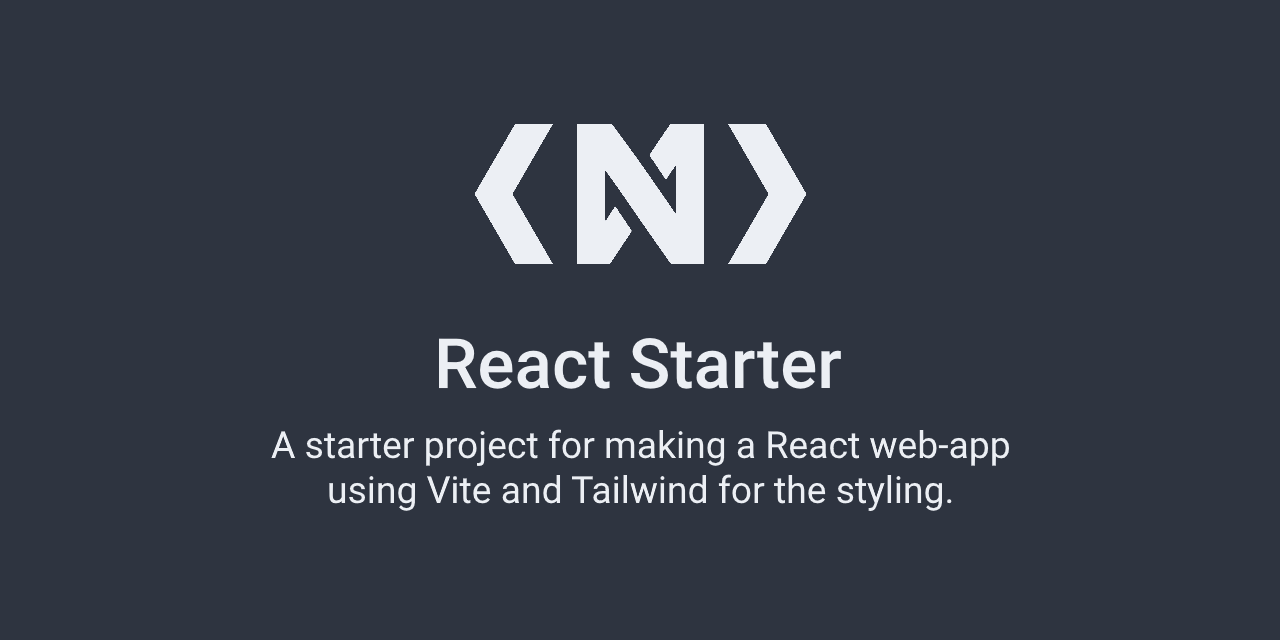 N
React Starter
A starter project for making a React web-app
using Vite and Tailwind for the styling.